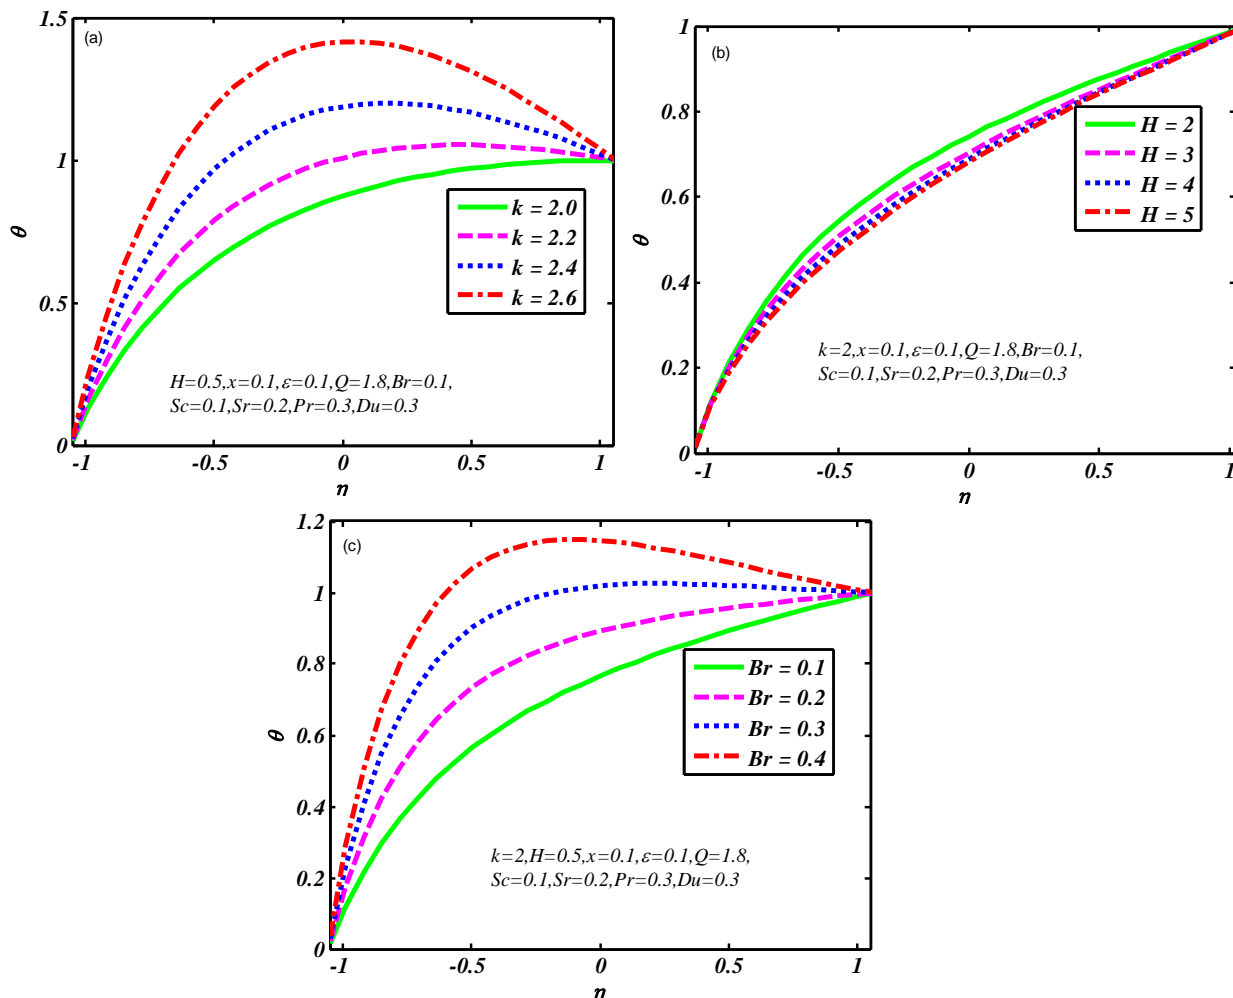 (a)
1.5
1
0.5
0
θ
k = 2.0
k = 2.2
k = 2.4
k = 2.6
H=0.5,x=0.1,ε=0.1,Q=1.8,Br=0.1,
Sc=0.1,Sr=0.2,Pr=0.3,Du=0.3
-1 -0.5 0 0.5 1
η
(b)
1
0.8
0.6
0.4
0.2
0
θ
H = 2
H = 3
H = 4
H = 5
k=2,x=0.1,ε=0.1,Q=1.8,Br=0.1,
Sc=0.1,Sr=0.2,Pr=0.3,Du=0.3
-1 -0.5 0 0.5 1
η
(c)
1.2
1
0.8
0.6
0.4
0.2
0
θ
Br = 0.1
Br = 0.2
Br = 0.3
Br = 0.4
k=2,H=0.5,x=0.1,ε=0.1,Q=1.8,
Sc=0.1,Sr=0.2,Pr=0.3,Du=0.3
-1 -0.5 0 0.5 1
η